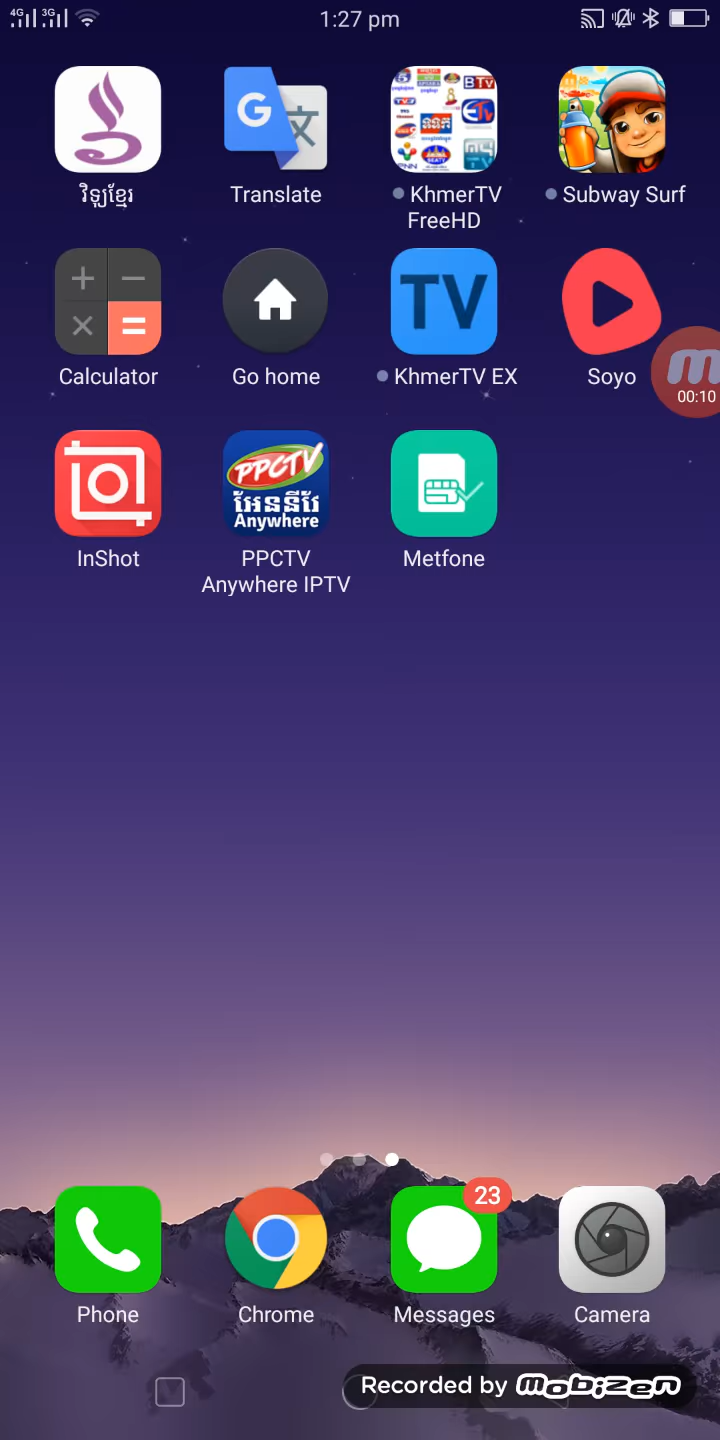 4G 3G 1:27 pm
វិទ្យុខ្មែរ
Translate
KhmerTV
FreeHD
Subway Surf
Calculator
Go home
TV
KhmerTV EX
Soyo
00:10
InShot
PPCTV
អែននីវែរ
Anywhere
PPCTV
Anywhere IPTV
Metfone
23
Phone
Chrome
Messages
Camera
Recorded by mobizen